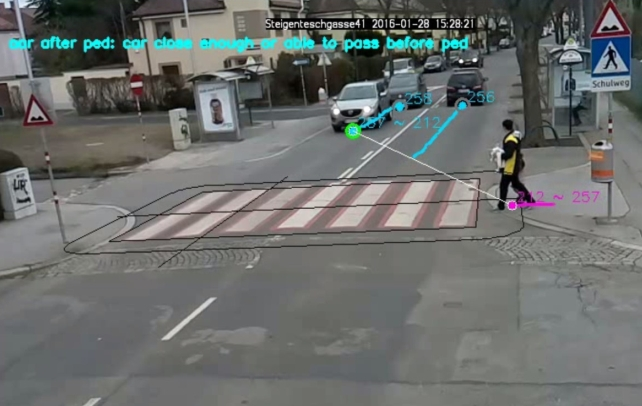 Steigenteschgasse41 2016-01-28 15:28:21
car after ped: car close enough or able to pass before ped
Schulweg
258
256
257 ~ 212
212 ~ 257